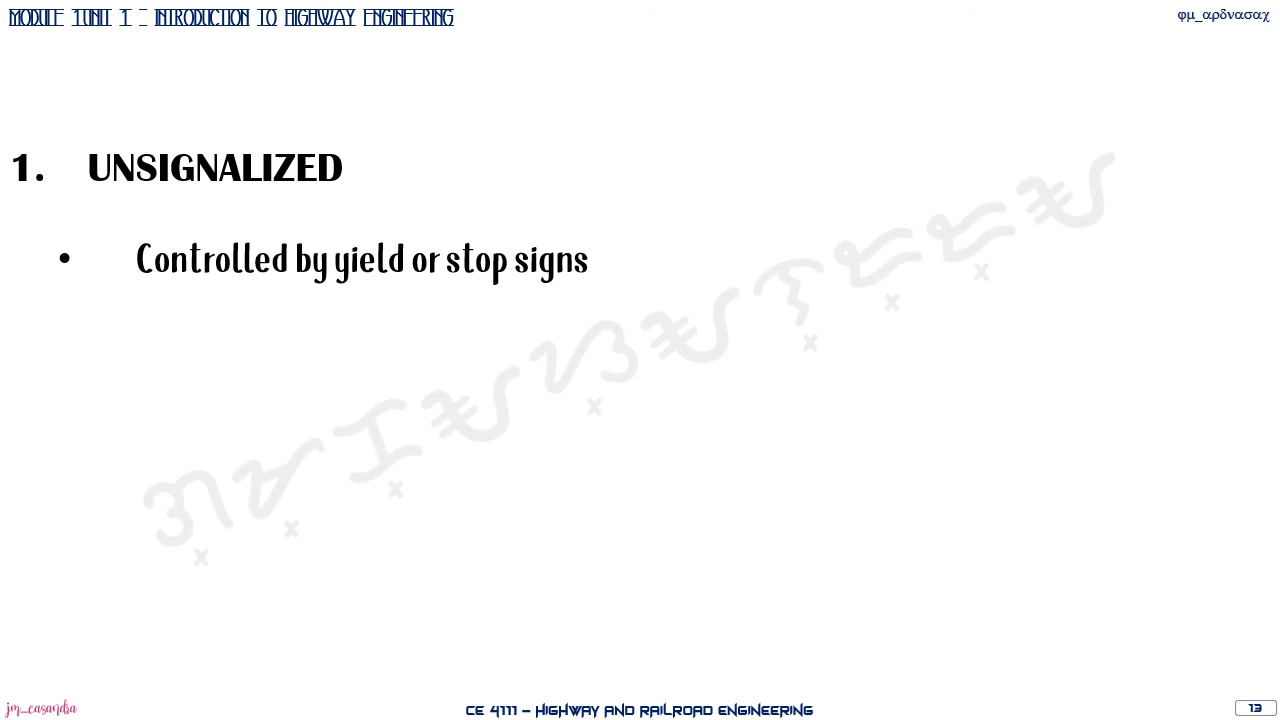 MODULE 1UNIT 1 – INTRODUCTION TO HIGHWAY ENGINEERING
φμ_αρδνασαχ
1. UNSIGNALIZED
• Controlled by yield or stop signs
jm_casandra
CE 4111 – HIGHWAY AND RAILROAD ENGINEERING
13